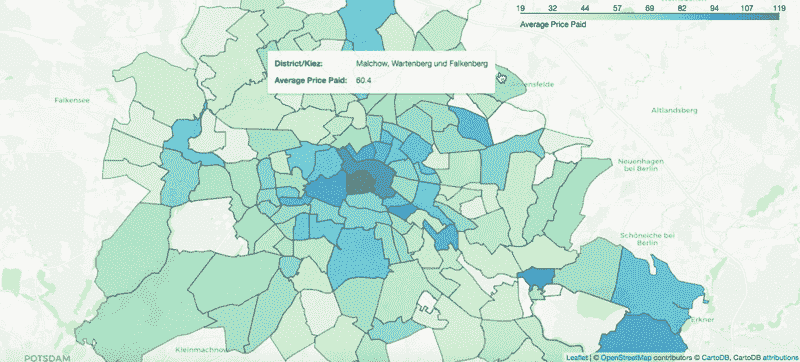 19 32 44 57 69 82 94 107 119
Average Price Paid
District/Kiez: Malchow, Wartenberg und Falkenberg
Average Price Paid: 60.4
Falkensee
Altlandsberg
Neuenhagen
bei Berlin
Schöneiche bei
Berlin
Erkner
Kleinmachnow
POTSDAM
Leaflet | © OpenStreetMap contributors © CartoDB, CartoDB attributions